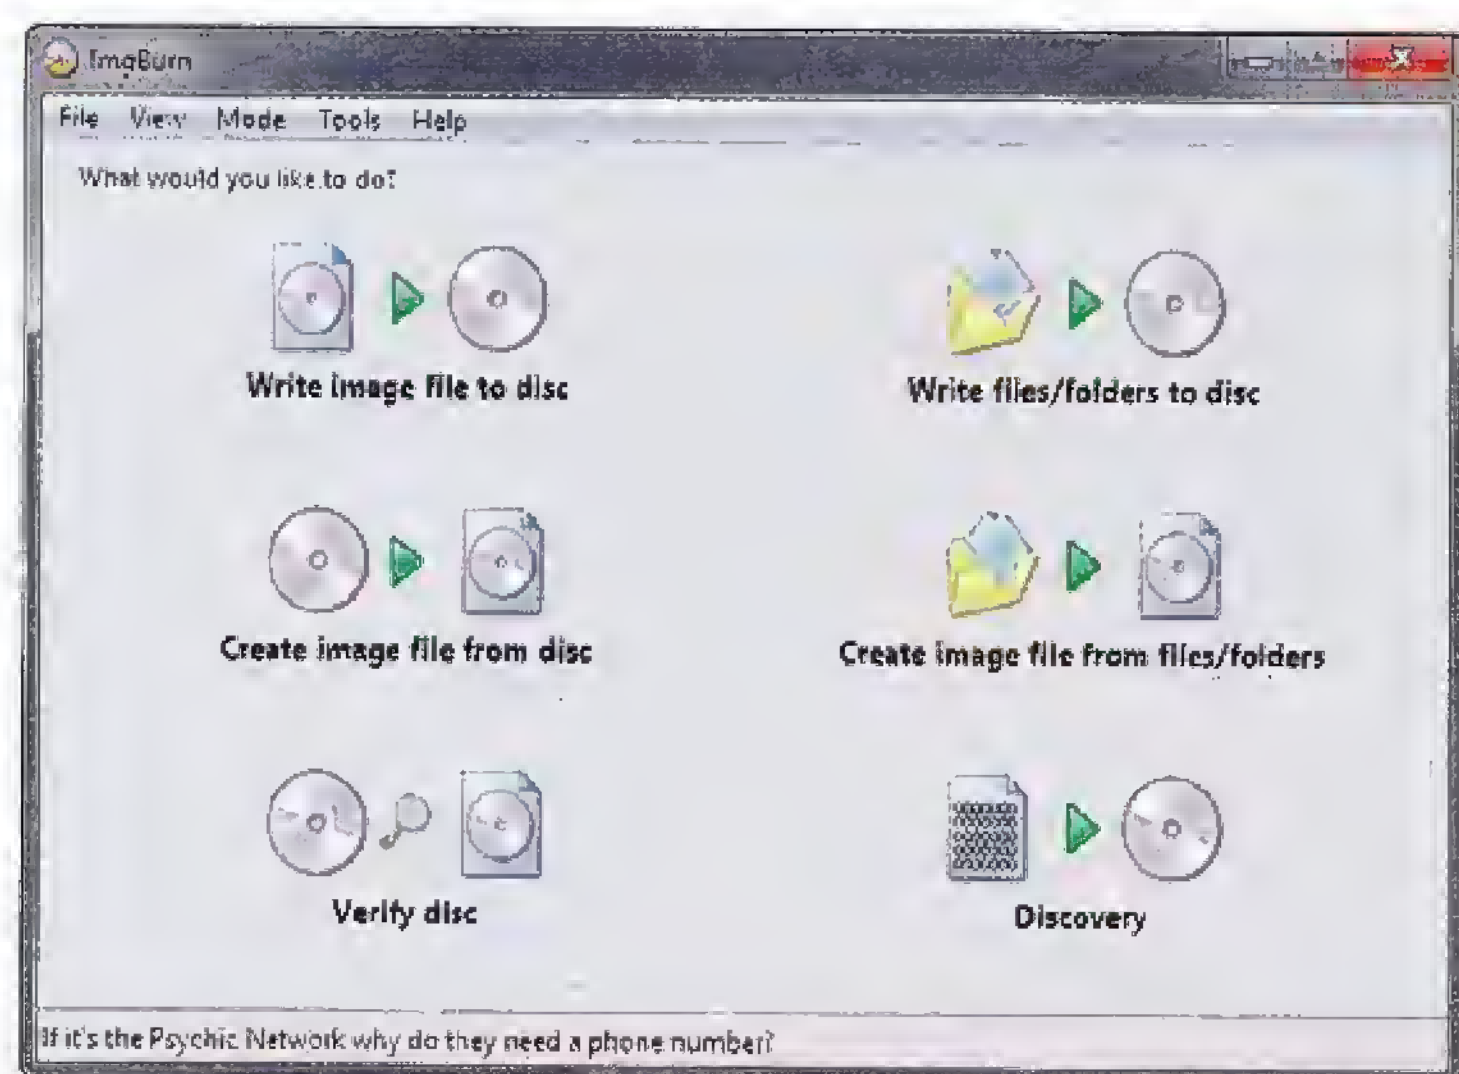 ImgBurn
File View Mode Tools Help
What would you like to do?
Write image file to disc
Write files/folders to disc
Create image file from disc
Create image file from files/folders
Verify disc
Discovery
If it's the Psychic Network why do they need a phone number?